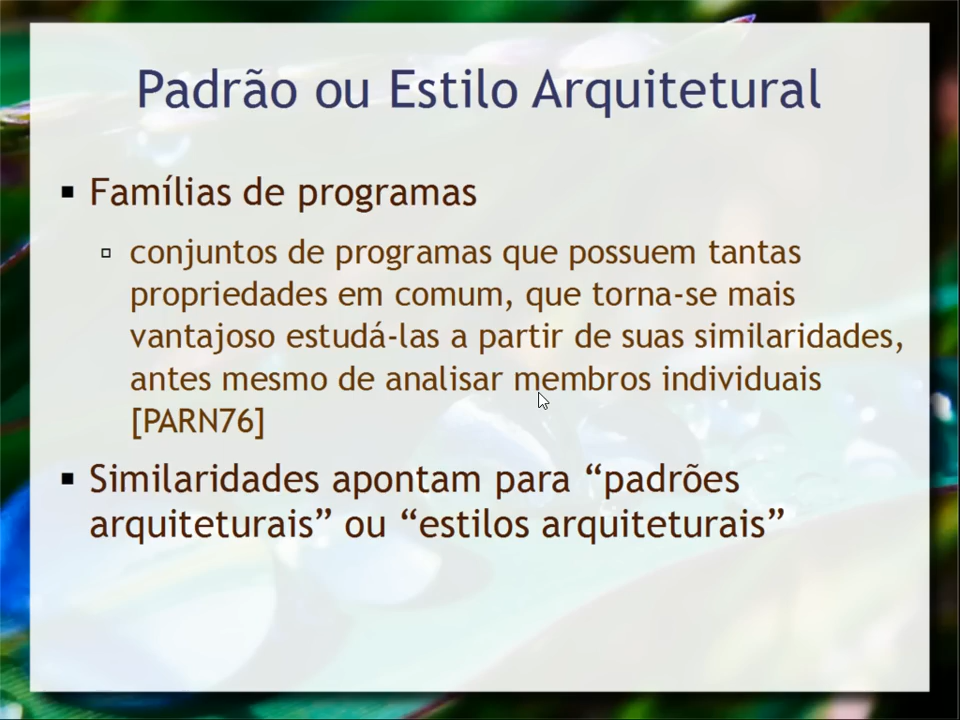 Padrão ou Estilo Arquitetural
Famílias de programas
conjuntos de programas que possuem tantas
propriedades em comum, que torna-se mais
vantajoso estudá-las a partir de suas similaridades,
antes mesmo de analisar membros individuais
[PARN76]
Similaridades apontam para “padrões
arquiteturais” ou “estilos arquiteturais”